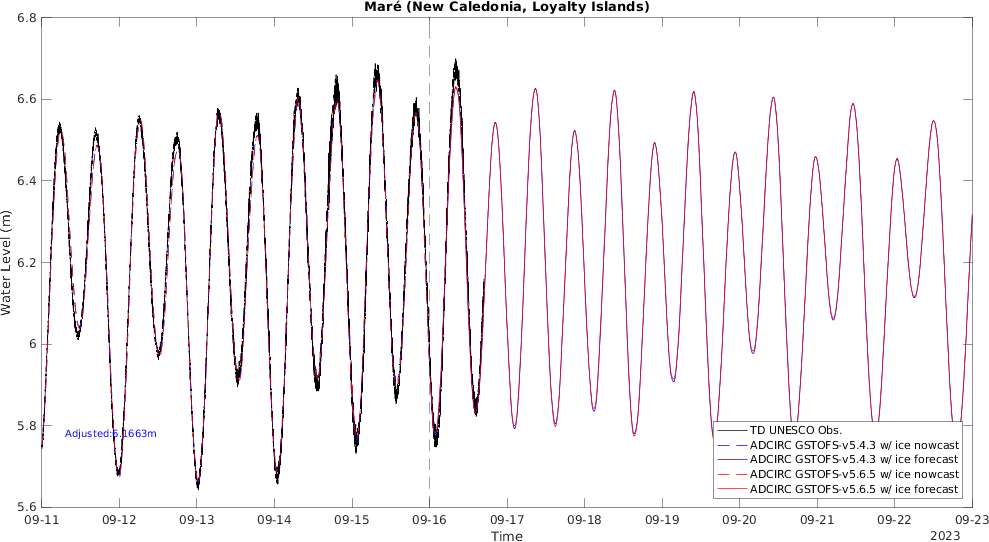 Maré (New Caledonia, Loyalty Islands)
6.8
6.6
6.4
6.2
6
5.8
5.6
Water Level (m)
Adjusted:6.1663m
TD UNESCO Obs.
ADCIRC GSTOFS-v5.4.3 w/ ice nowcast
ADCIRC GSTOFS-v5.4.3 w/ ice forecast
ADCIRC GSTOFS-v5.6.5 w/ ice nowcast
ADCIRC GSTOFS-v5.6.5 w/ ice forecast
09-11 09-12 09-13 09-14 09-15 09-16 09-17 09-18 09-19 09-20 09-21 09-22 09-23
Time
2023